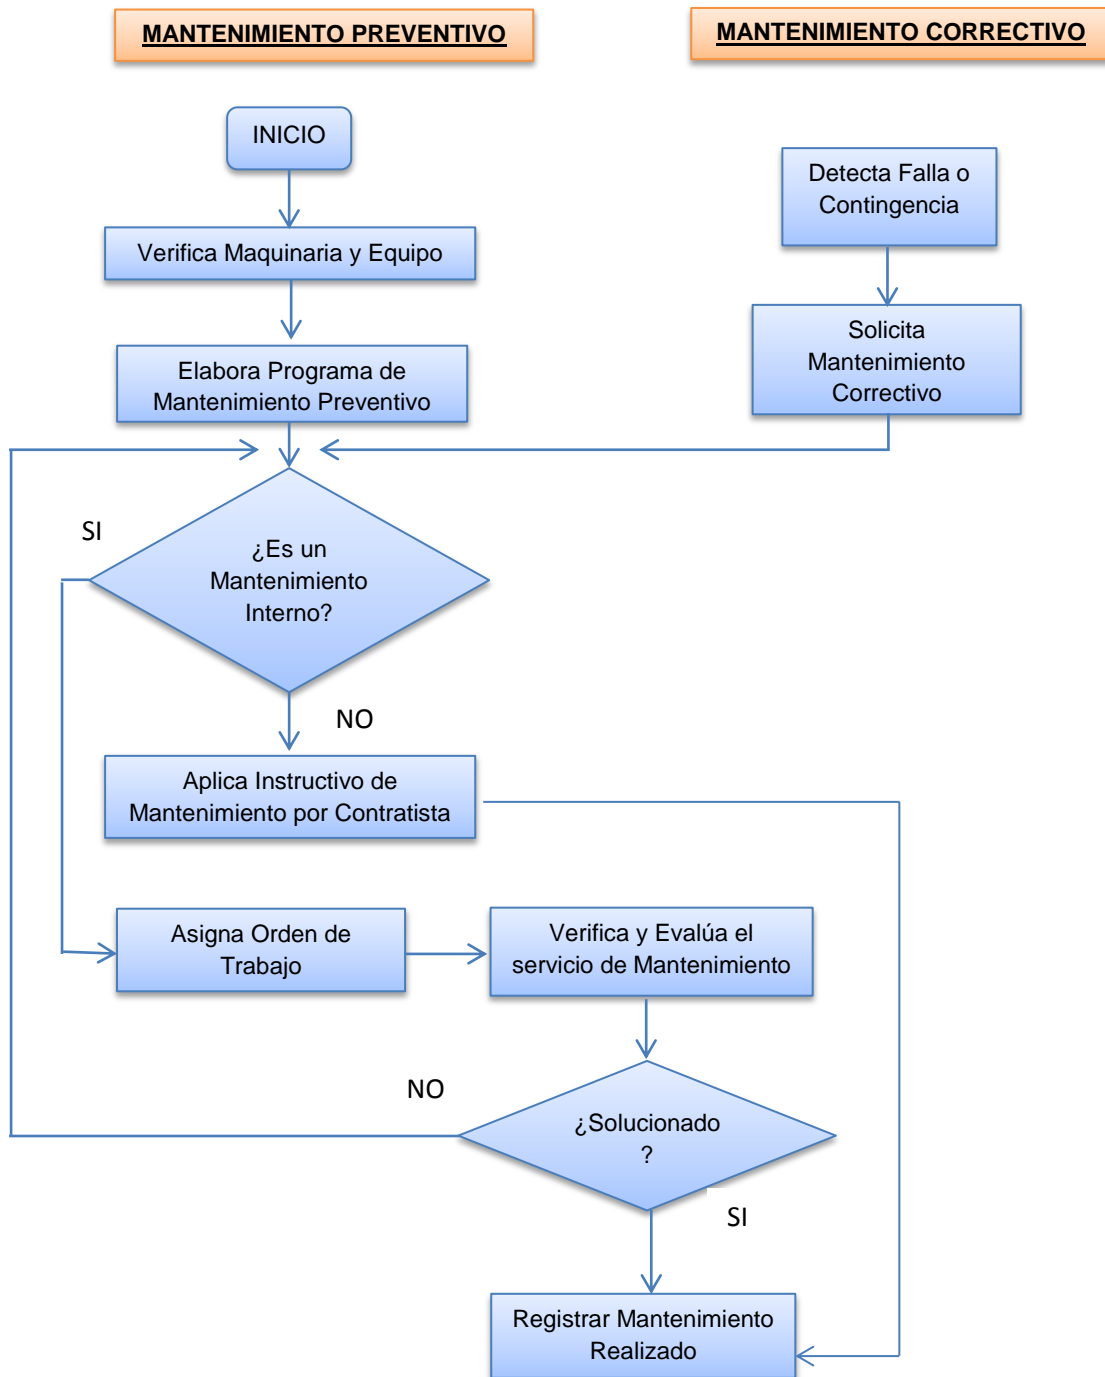 MANTENIMIENTO PREVENTIVO
MANTENIMIENTO CORRECTIVO
INICIO
Detecta Falla o
Contingencia
Verifica Maquinaria y Equipo
Solicita
Mantenimiento
Correctivo
Elabora Programa de
Mantenimiento Preventivo
SI
¿Es un
Mantenimiento
Interno?
NO
Aplica Instructivo de
Mantenimiento por Contratista
Asigna Orden de
Trabajo
Verifica y Evalúa el
servicio de Mantenimiento
NO
¿Solucionado
?
SI
Registrar Mantenimiento
Realizado